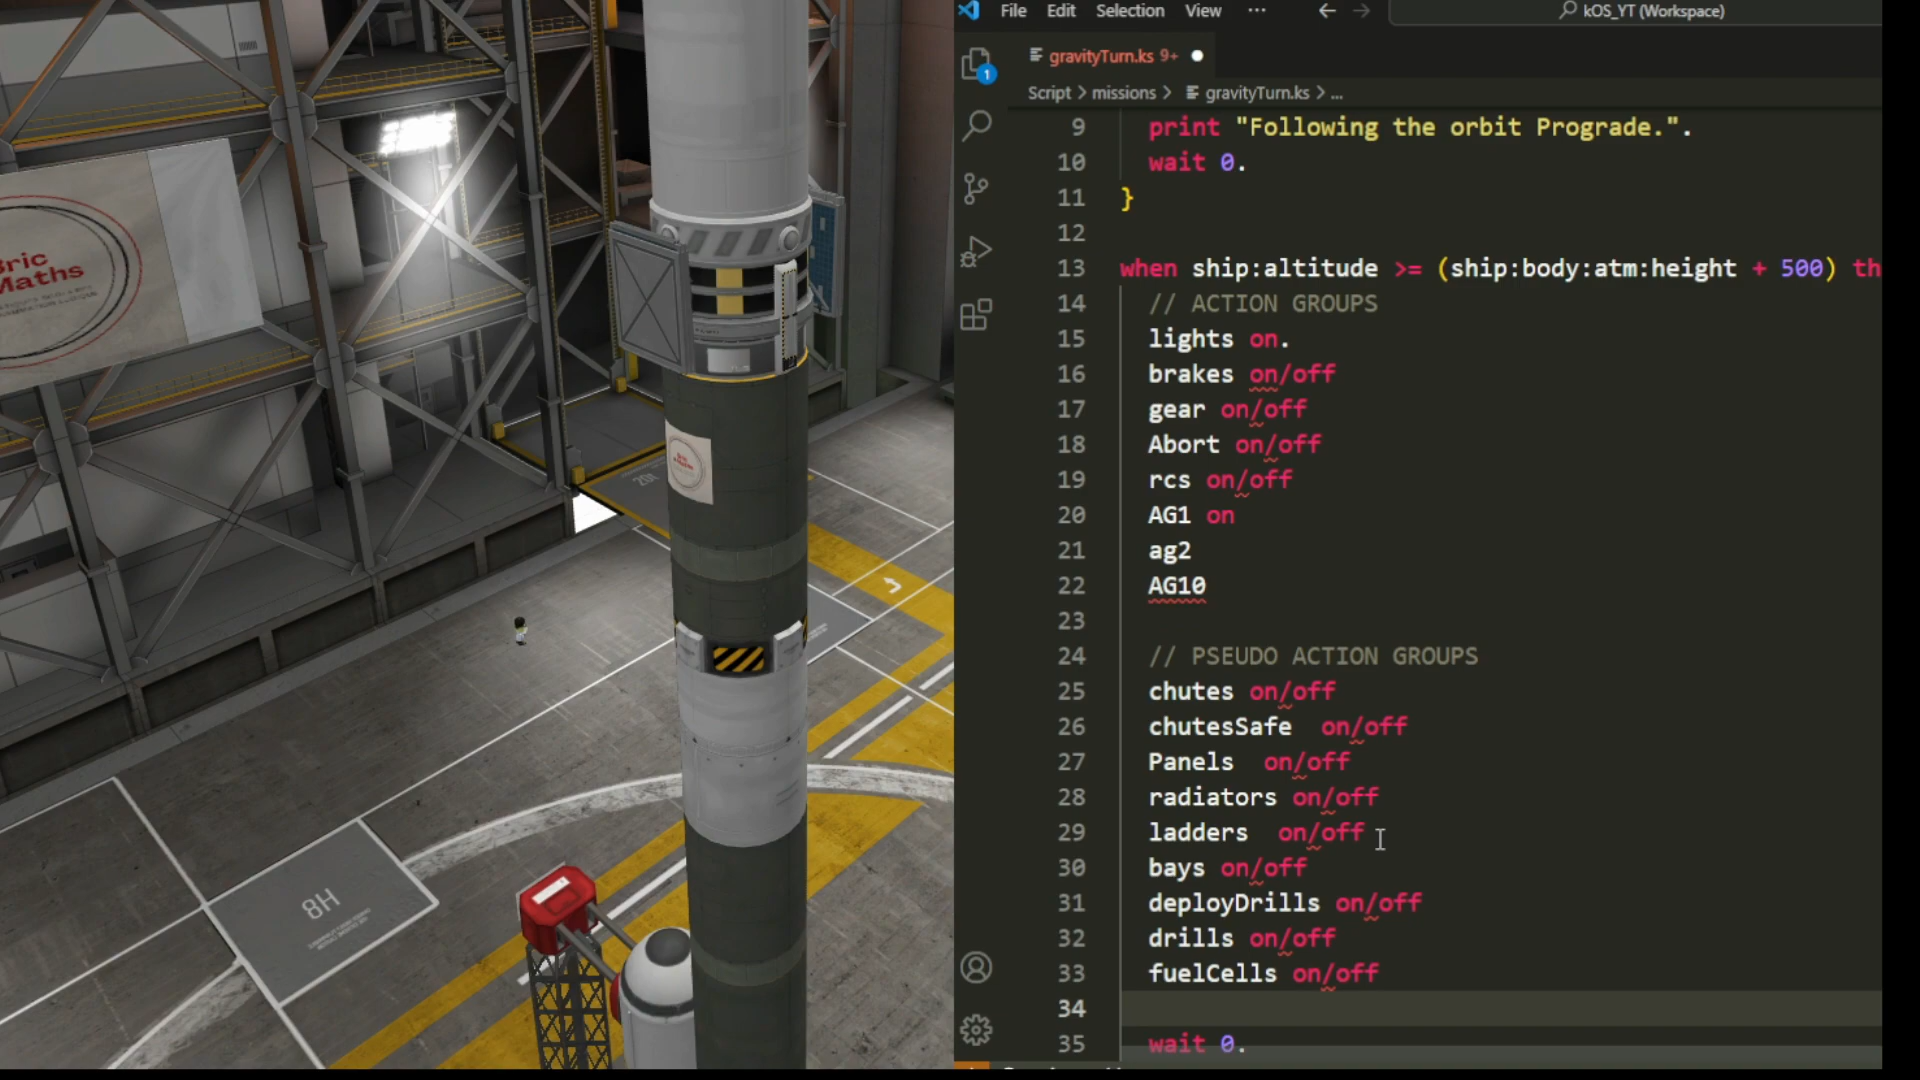 Bric
Maths
20t
H8
File Edit Selection View ...
kOS_YT (Workspace)
1
gravityTurn.ks 9+
Script > missions > gravityTurn.ks > ...
9 print "Following the orbit Prograde.".
10 wait 0.
11 }
12
13 when ship:altitude >= (ship:body:atm:height + 500) th
14 // ACTION GROUPS
15 lights on.
16 brakes on/off
17 gear on/off
18 Abort on/off
19 rcs on/off
20 AG1 on
21 ag2
22 AG10
23
24 // PSEUDO ACTION GROUPS
25 chutes on/off
26 chutesSafe  on/off
27 Panels  on/off
28 radiators on/off
29 ladders  on/off
30 bays on/off
31 deployDrills on/off
32 drills on/off
33 fuelCells on/off
34
35 wait 0.